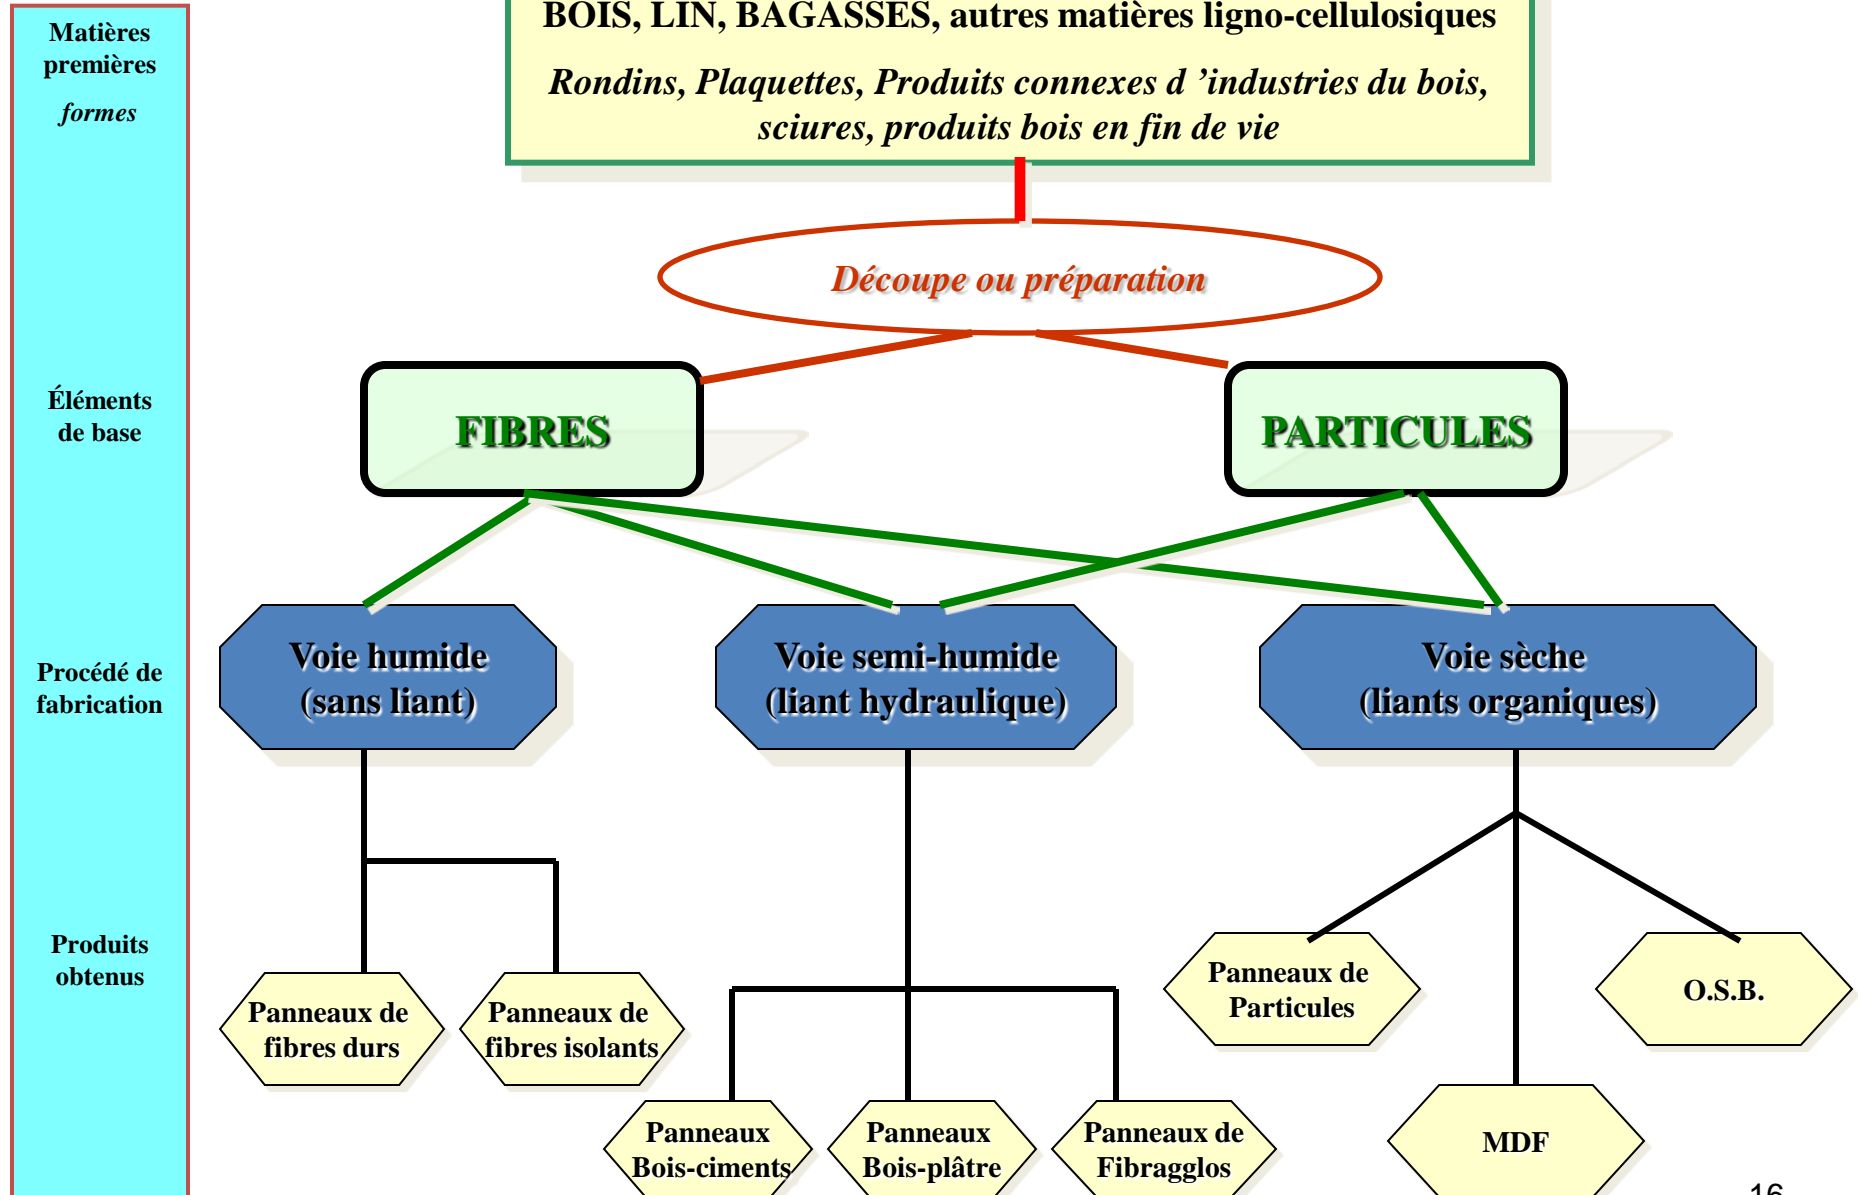 Matières
premières
formes
BOIS, LIN, BAGASSES, autres matières ligno-cellulosiques
Rondins, Plaquettes, Produits connexes d ’industries du bois,
sciures, produits bois en fin de vie
Découpe ou préparation
Éléments
de base
FIBRES
PARTICULES
Procédé de
fabrication
Voie humide
(sans liant)
Voie semi-humide
(liant hydraulique)
Voie sèche
(liants organiques)
Produits
obtenus
Panneaux de
fibres durs
Panneaux de
fibres isolants
Panneaux
Bois-ciments
Panneaux
Bois-plâtre
Panneaux de
Fibragglos
Panneaux de
Particules
MDF
O.S.B.
16